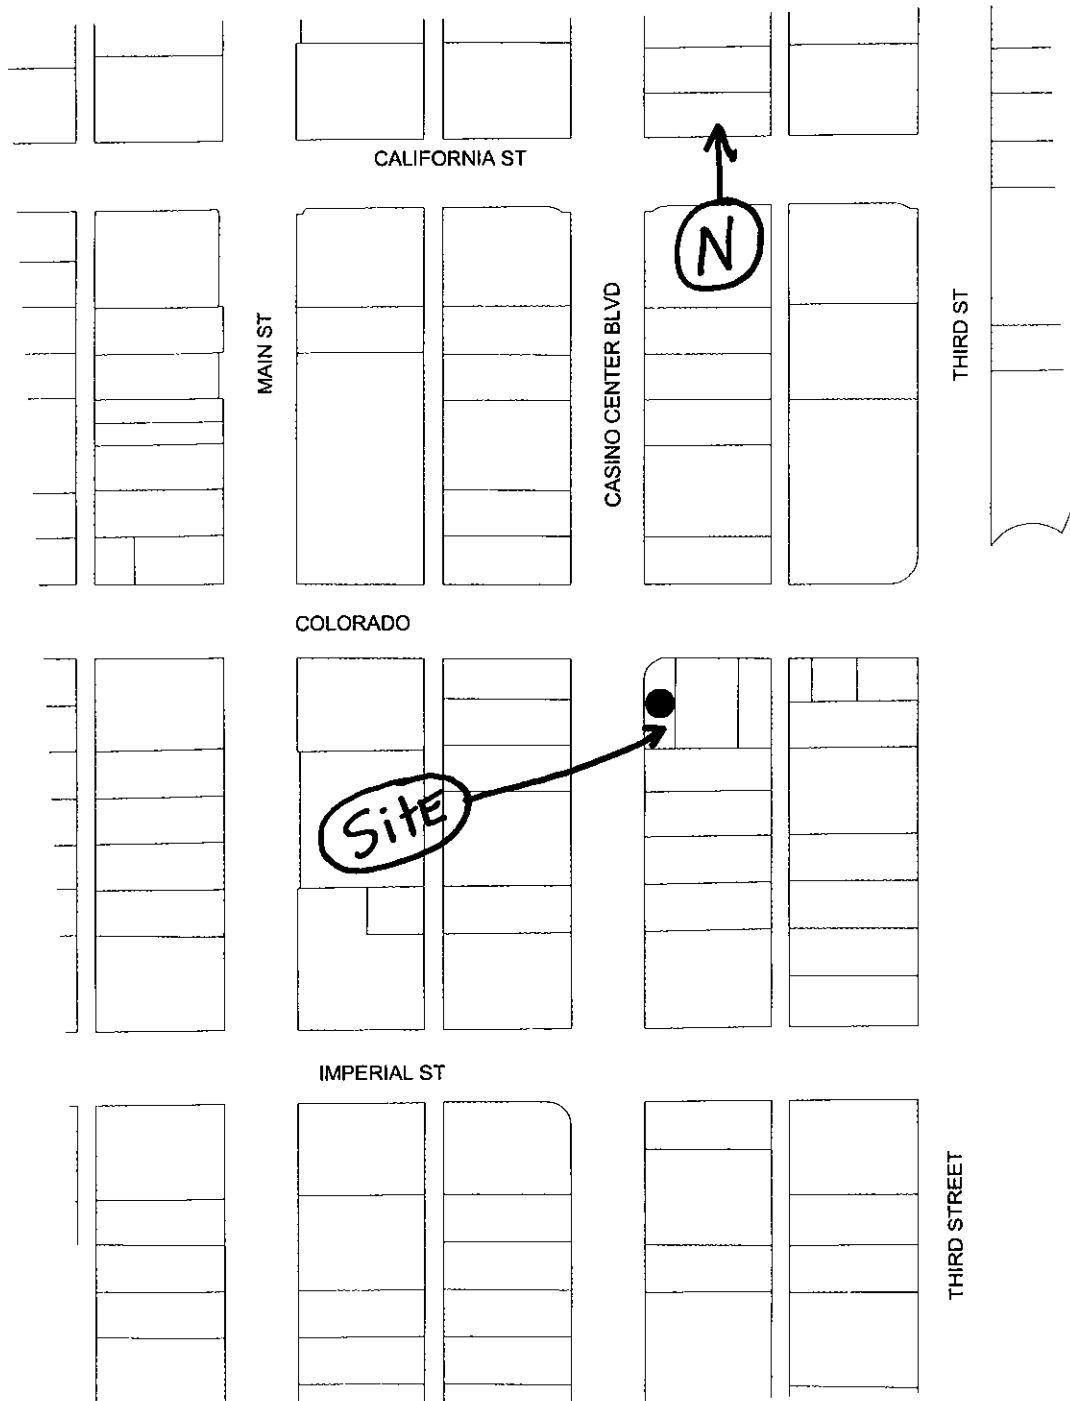 CALIFORNIA ST
N
MAIN ST
CASINO CENTER BLVD
THIRD ST
COLORADO
SitE
IMPERIAL ST
THIRD STREET